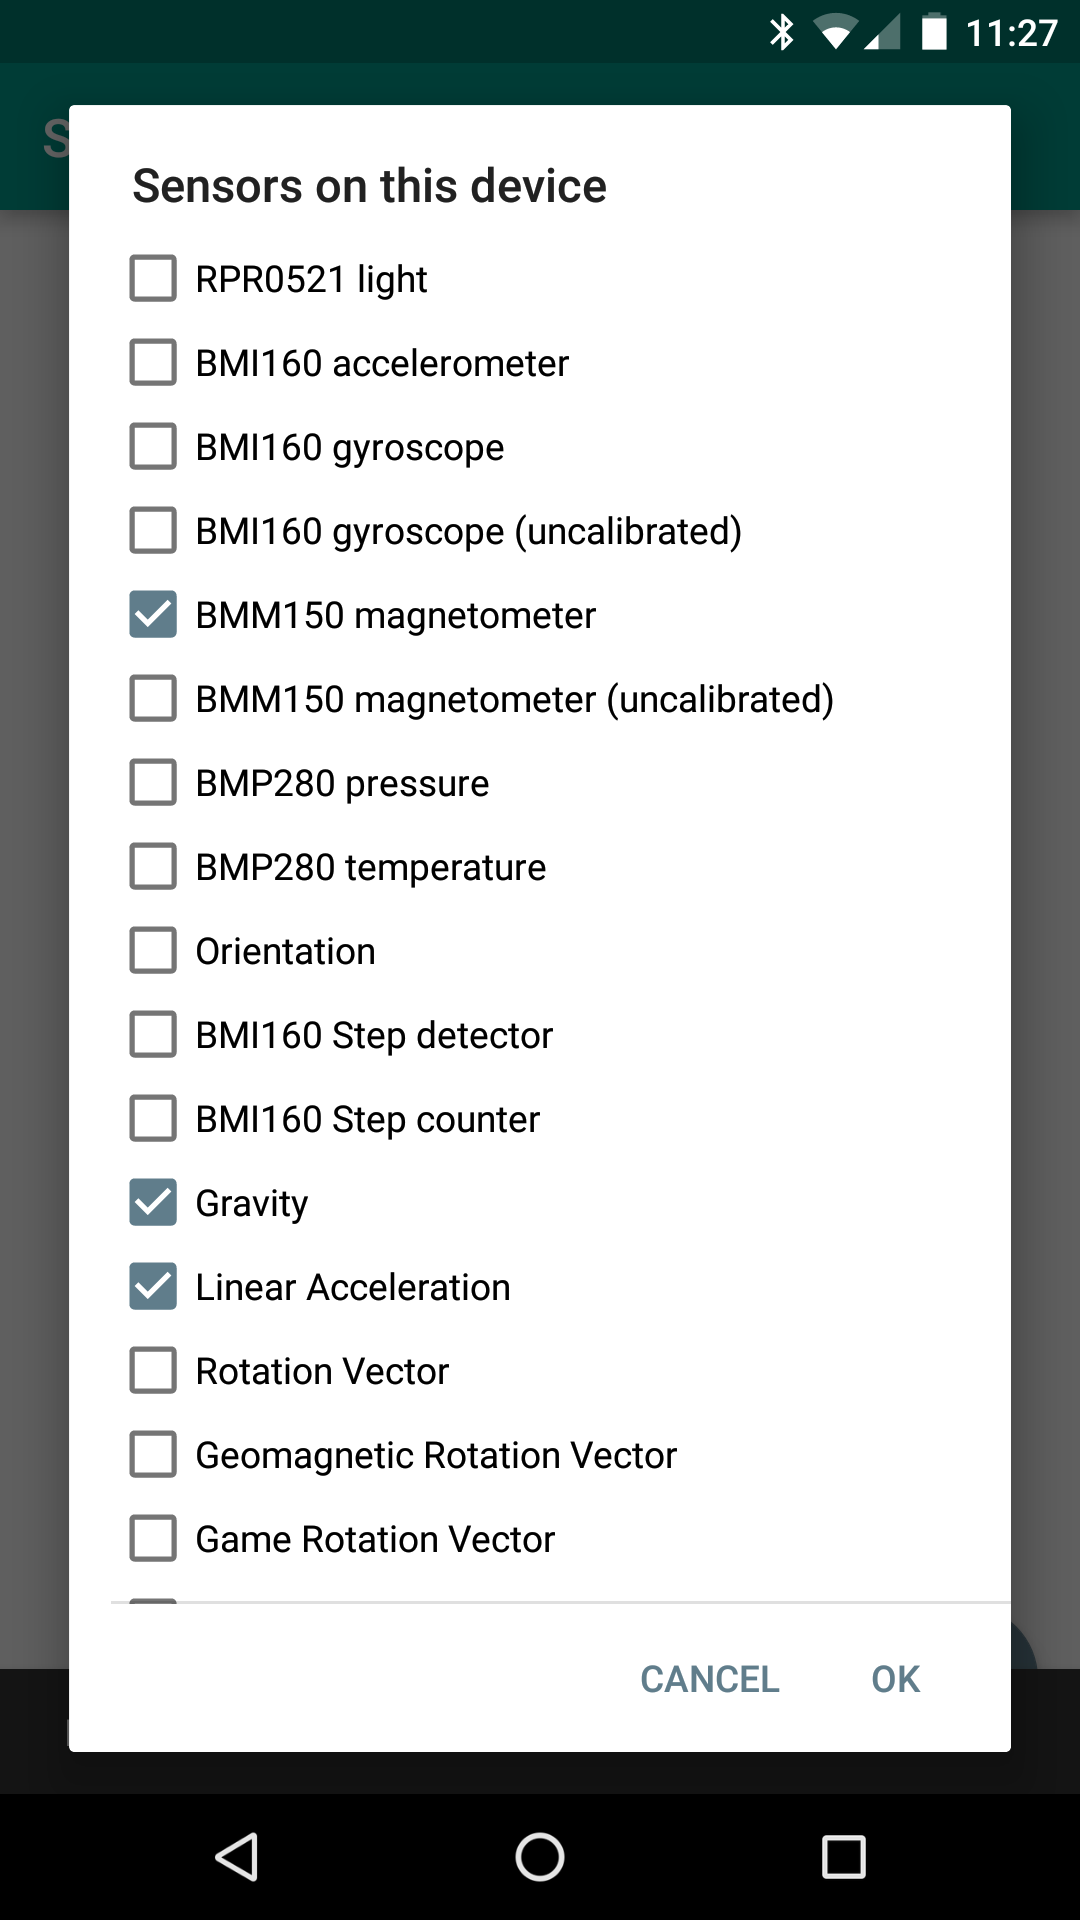 11:27
S
Sensors on this device
RPR0521 light
BMI160 accelerometer
BMI160 gyroscope
BMI160 gyroscope (uncalibrated)
BMM150 magnetometer
BMM150 magnetometer (uncalibrated)
BMP280 pressure
BMP280 temperature
Orientation
BMI160 Step detector
BMI160 Step counter
Gravity
Linear Acceleration
Rotation Vector
Geomagnetic Rotation Vector
Game Rotation Vector
CANCEL OK